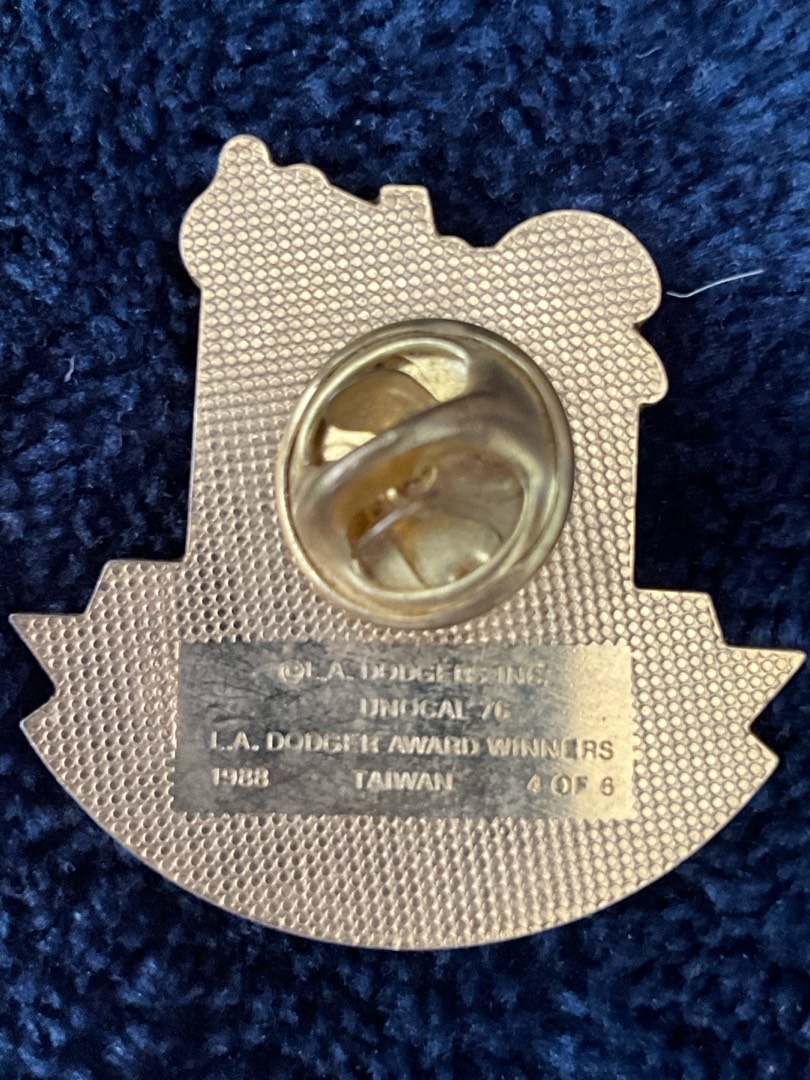 ©L.A. DODGERS INC.
UNOCAL 76
L.A. DODGER AWARD WINNERS
1988 TAIWAN 4 OF 6